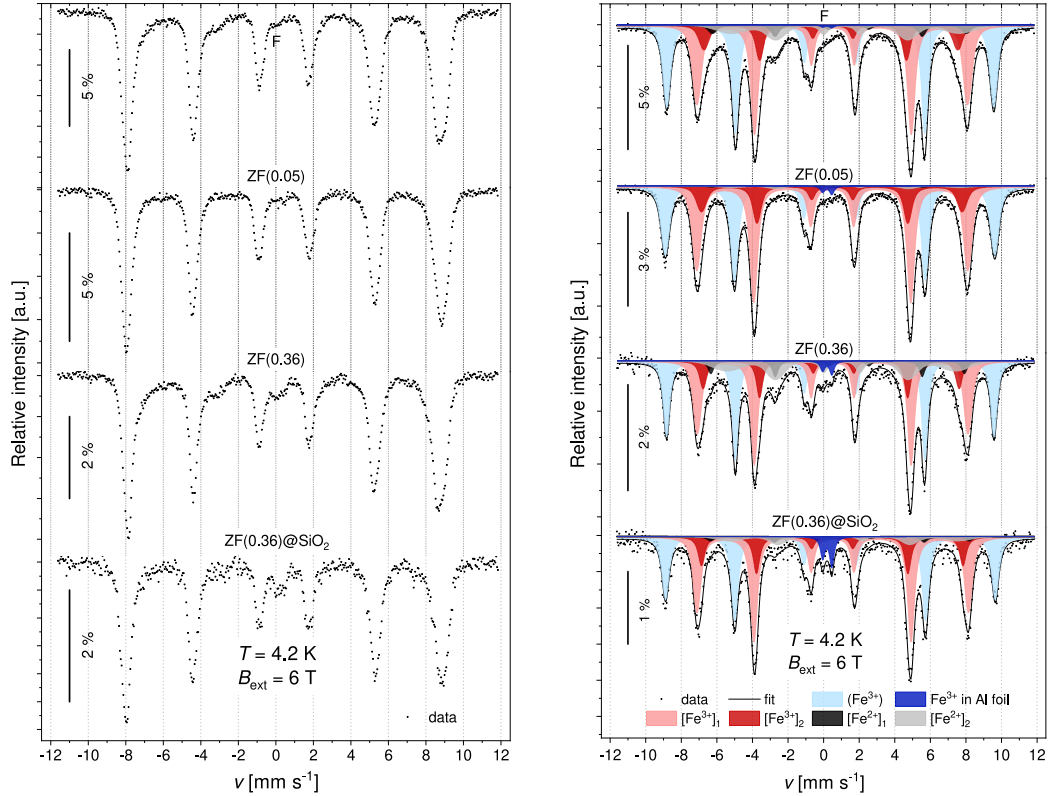 F
5 %
ZF(0.05)
5 %
ZF(0.36)
2 %
ZF(0.36)@SiO₂
2 %
T = 4.2 K
B_ext = 6 T
data
Relative intensity [a.u.]
-10 -8 -6 -4 -2 0 2 4 6 8 10 12
v [mm s⁻¹]
F
5 %
ZF(0.05)
3 %
ZF(0.36)
2 %
ZF(0.36)@SiO₂
1 %
T = 4.2 K
B_ext = 6 T
data fit (Fe³⁺) Fe³⁺ in Al foil
[Fe³⁺]₁ [Fe³⁺]₂ [Fe²⁺]₁ [Fe²⁺]₂
Relative intensity [a.u.]
-10 -8 -6 -4 -2 0 2 4 6 8 10 12
v [mm s⁻¹]